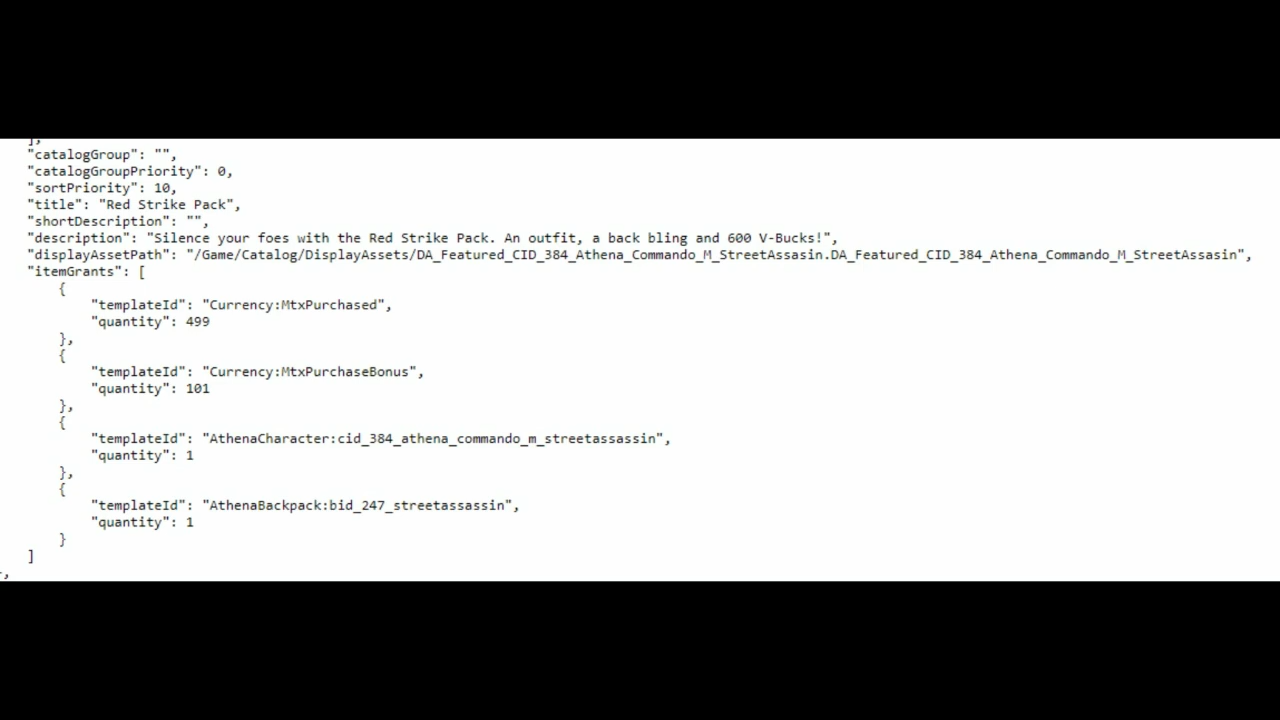 ],
"catalogGroup": "",
"catalogGroupPriority": 0,
"sortPriority": 10,
"title": "Red Strike Pack",
"shortDescription": "",
"description": "Silence your foes with the Red Strike Pack. An outfit, a back bling and 600 V-Bucks!",
"displayAssetPath": "/Game/Catalog/DisplayAssets/DA_Featured_CID_384_Athena_Commando_M_StreetAssasin.DA_Featured_CID_384_Athena_Commando_M_StreetAssasin",
"itemGrants": [
{
"templateId": "Currency:MtxPurchased",
"quantity": 499
},
{
"templateId": "Currency:MtxPurchaseBonus",
"quantity": 101
},
{
"templateId": "AthenaCharacter:cid_384_athena_commando_m_streetassassin",
"quantity": 1
},
{
"templateId": "AthenaBackpack:bid_247_streetassassin",
"quantity": 1
}
]
},